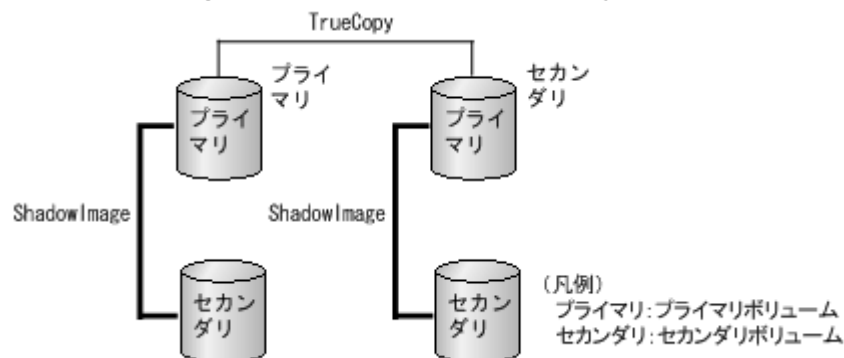 TrueCopy
プライ
マリ
セカン
ダリ
プライ
マリ
プライ
マリ
ShadowImage
ShadowImage
セカン
ダリ
セカン
ダリ
(凡例)
プライマリ:プライマリボリューム
セカンダリ:セカンダリボリューム